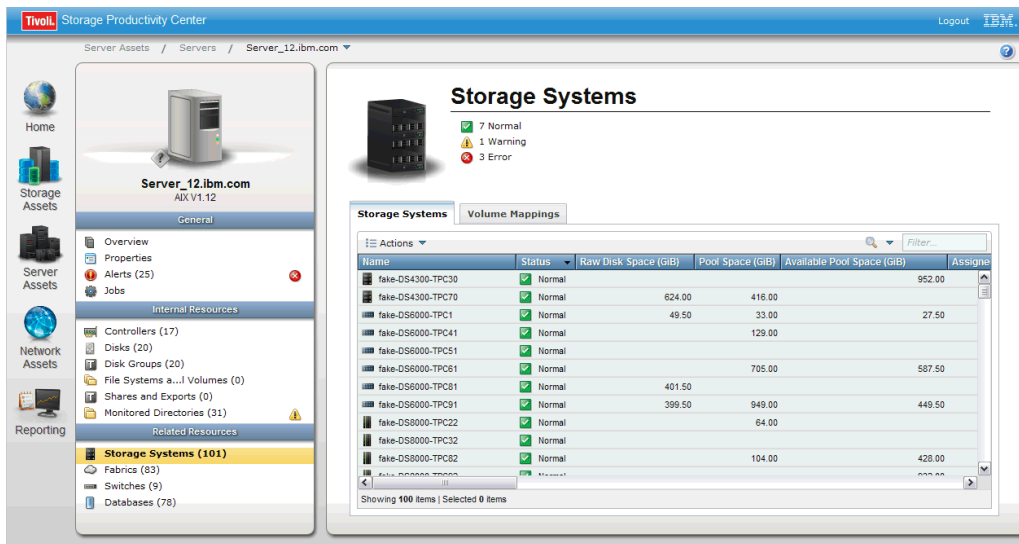 Tivoli. Storage Productivity Center
Logout IBM.
Server Assets / Servers / Server_12.ibm.com
Home
Storage Assets
Server Assets
Network Assets
Reporting
Server_12.ibm.com
AIX V1.12
General
Overview
Properties
Alerts (25)
Jobs
Internal Resources
Controllers (17)
Disks (20)
Disk Groups (20)
File Systems a...l Volumes (0)
Shares and Exports (0)
Monitored Directories (31)
Related Resources
Storage Systems (101)
Fabrics (83)
Switches (9)
Databases (78)
Storage Systems
7 Normal
1 Warning
3 Error
Storage Systems Volume Mappings
Actions Filter...
Name Status Raw Disk Space (GiB) Pool Space (GiB) Available Pool Space (GiB) Assigne
fake-DS4300-TPC30 Normal 952.00
fake-DS4300-TPC70 Normal 624.00 416.00
fake-DS6000-TPC1 Normal 49.50 33.00 27.50
fake-DS6000-TPC41 Normal 129.00
fake-DS6000-TPC51 Normal
fake-DS6000-TPC61 Normal 705.00 587.50
fake-DS6000-TPC81 Normal 401.50
fake-DS6000-TPC91 Normal 399.50 949.00 449.50
fake-DS8000-TPC22 Normal 64.00
fake-DS8000-TPC32 Normal
fake-DS8000-TPC82 Normal 104.00 428.00
Showing 100 items | Selected 0 items